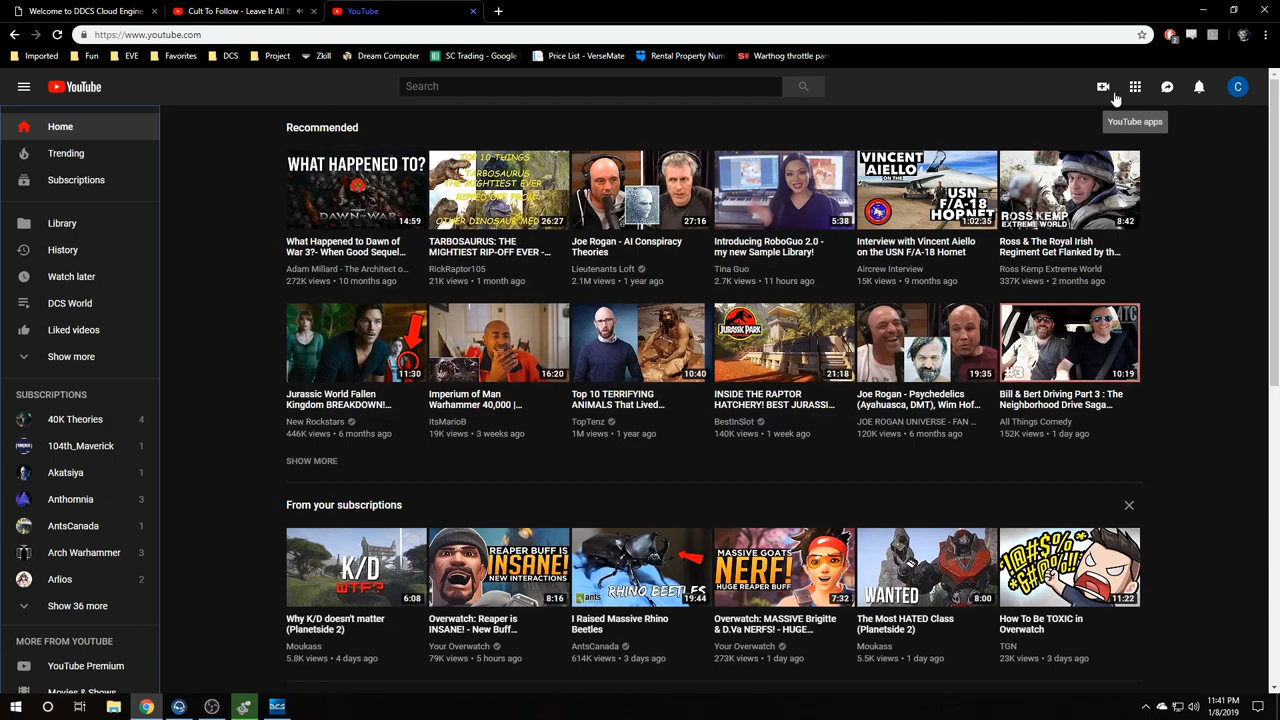 Welcome to DDCS Cloud Engine
Cult To Follow - Leave It All B
YouTube
https://www.youtube.com
Imported
Fun
EVE
Favorites
DCS
Project
Zkill
Dream Computer
SC Trading - Google
Price List - VerseMate
Rental Property Num
Warthog throttle part
YouTube
Search
C
YouTube apps
Home
Trending
Subscriptions
Library
History
Watch later
DCS World
Liked videos
Show more
SUBSCRIPTIONS
40K Theories 4
104th_Maverick 1
Akatsiya 1
Anthomnia 3
AntsCanada 1
Arch Warhammer 3
Arlios 2
Show 36 more
MORE FROM YOUTUBE
YouTube Premium
Movies & Shows
Recommended
WHAT HAPPENED TO?
DAWN OF WAR
14:59
What Happened to Dawn of
War 3?- When Good Sequel...
Adam Millard - The Architect o...
272K views • 10 months ago
TOP 10 THINGS
TARBOSAURUS
THE MIGHTIEST EVER
RIPPED OFF FROM
OTHER DINOSAUR MED
26:27
TARBOSAURUS: THE
MIGHTIEST RIP-OFF EVER -...
RickRaptor105
21K views • 1 month ago
27:16
Joe Rogan - AI Conspiracy
Theories
Lieutenants Loft
2.1M views • 1 year ago
5:38
Introducing RoboGuo 2.0 -
my new Sample Library!
Tina Guo
2.7K views • 11 hours ago
VINCENT
AIELLO
ON THE
USN
F/A-18
HORNET
1:02:35
Interview with Vincent Aiello
on the USN F/A-18 Hornet
Aircrew Interview
15K views • 9 months ago
ROSS KEMP
EXTREME WORLD
8:42
Ross & The Royal Irish
Regiment Get Flanked by th...
Ross Kemp Extreme World
337K views • 2 months ago
11:30
Jurassic World Fallen
Kingdom BREAKDOWN!...
New Rockstars
446K views • 6 months ago
16:20
Imperium of Man
Warhammer 40,000 |...
ItsMarioB
19K views • 3 weeks ago
10:40
Top 10 TERRIFYING
ANIMALS That Lived...
TopTenz
1M views • 1 year ago
JURASSIC PARK
21:18
INSIDE THE RAPTOR
HATCHERY! BEST JURASSI...
BestInSlot
140K views • 1 week ago
19:35
Joe Rogan - Psychedelics
(Ayahuasca, DMT), Wim Hof...
JOE ROGAN UNIVERSE - FAN ...
120K views • 6 months ago
MTC
#3
10:19
Bill & Bert Driving Part 3 : The
Neighborhood Drive Saga...
All Things Comedy
152K views • 1 day ago
SHOW MORE
From your subscriptions
K/D
WTF?
6:08
Why K/D doesn't matter
(Planetside 2)
Moukass
5.8K views • 4 days ago
REAPER BUFF IS
INSANE!
NEW INTERACTIONS
8:16
Overwatch: Reaper is
INSANE! - New Buff...
Your Overwatch
79K views • 5 hours ago
ants
RHINO BEETLES
19:44
I Raised Massive Rhino
Beetles
AntsCanada
614K views • 3 days ago
MASSIVE GOATS
NERF!
HUGE REAPER BUFF
7:32
Overwatch: MASSIVE Brigitte
& D.Va NERFS! - HUGE...
Your Overwatch
273K views • 1 day ago
WANTED
8:00
The Most HATED Class
(Planetside 2)
Moukass
5.5K views • 1 day ago
!@#$%
*@#%!!
11:22
How To Be TOXIC in
Overwatch
TGN
23K views • 3 days ago
DCS
11:41 PM
1/8/2019